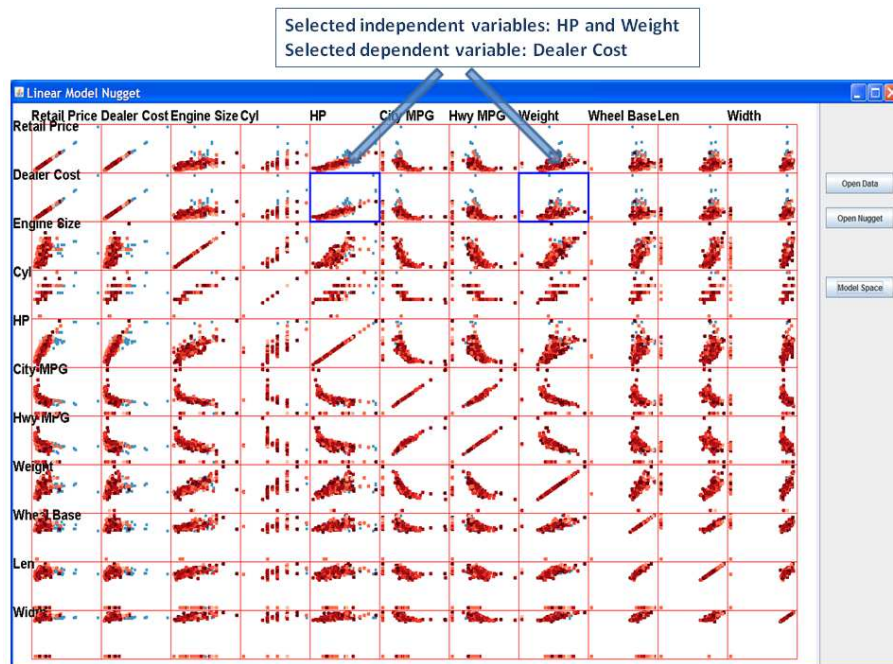 Selected independent variables: HP and Weight
Selected dependent variable: Dealer Cost
Linear Model Nugget
Retail Price Dealer Cost Engine Size Cyl HP City MPG Hwy MPG Weight Wheel Base Len Width
Retail Price
Dealer Cost
Engine Size
Cyl
HP
City MPG
Hwy MPG
Weight
Wheel Base
Len
Width
Open Data
Open Nugget
Model Space